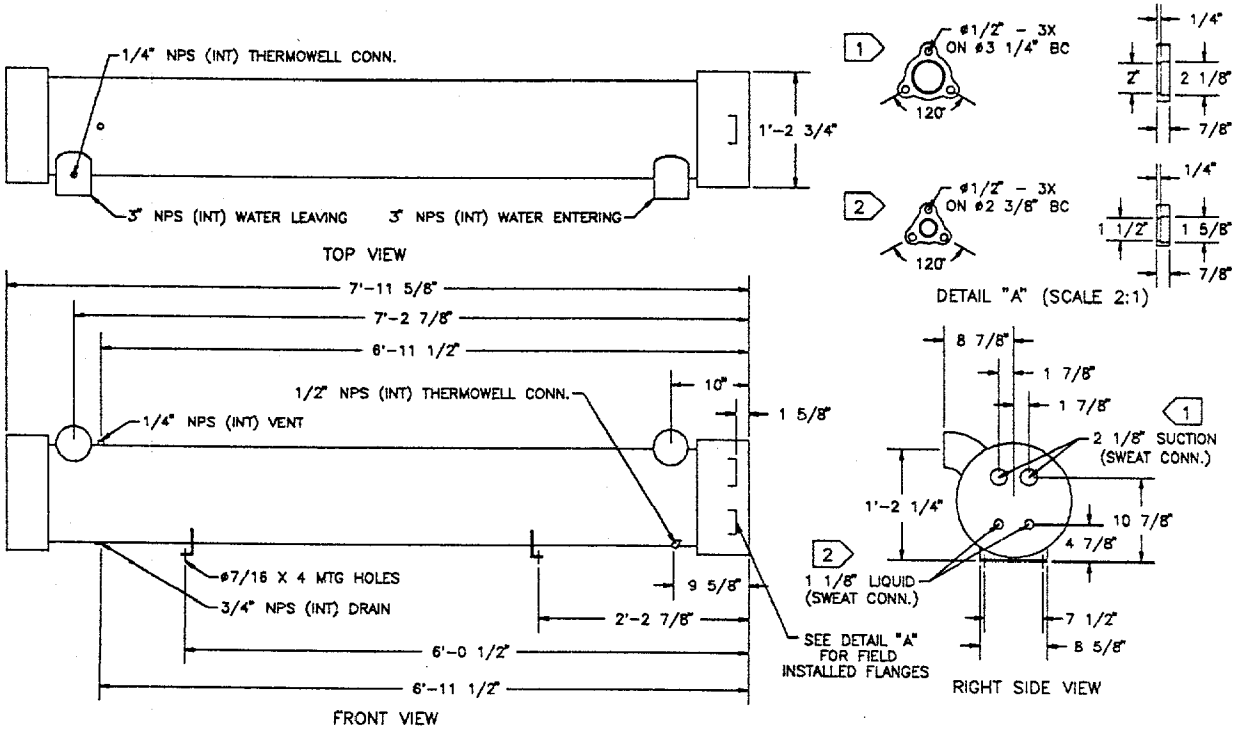 1/4" NPS (INT) THERMOWELL CONN.
1'-2 3/4"
3" NPS (INT) WATER LEAVING
3" NPS (INT) WATER ENTERING
TOP VIEW
1
ø1/2" - 3X
ON ø3 1/4" BC
120°
1/4"
2"
2 1/8"
7/8"
2
ø1/2" - 3X
ON ø2 3/8" BC
120°
1/4"
1 1/2"
1 5/8"
7/8"
DETAIL "A" (SCALE 2:1)
7'-11 5/8"
7'-2 7/8"
6'-11 1/2"
1/2" NPS (INT) THERMOWELL CONN.
10"
1 5/8"
1/4" NPS (INT) VENT
ø7/16 X 4 MTG HOLES
3/4" NPS (INT) DRAIN
9 5/8"
2'-2 7/8"
6'-0 1/2"
6'-11 1/2"
SEE DETAIL "A"
FOR FIELD
INSTALLED FLANGES
FRONT VIEW
8 7/8"
1 7/8"
1 7/8"
1
2 1/8" SUCTION
(SWEAT CONN.)
1'-2 1/4"
10 7/8"
4 7/8"
2
1 1/8" LIQUID
(SWEAT CONN.)
7 1/2"
8 5/8"
RIGHT SIDE VIEW